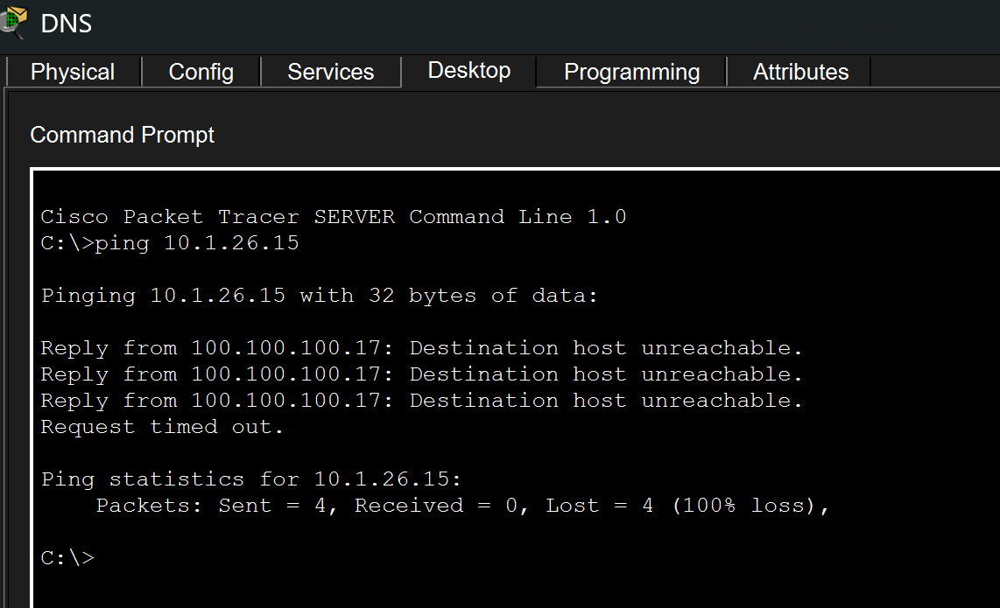 DNS
Physical Config Services Desktop Programming Attributes
Command Prompt
Cisco Packet Tracer SERVER Command Line 1.0
C:\>ping 10.1.26.15
Pinging 10.1.26.15 with 32 bytes of data:
Reply from 100.100.100.17: Destination host unreachable.
Reply from 100.100.100.17: Destination host unreachable.
Reply from 100.100.100.17: Destination host unreachable.
Request timed out.
Ping statistics for 10.1.26.15:
    Packets: Sent = 4, Received = 0, Lost = 4 (100% loss),
C:\>